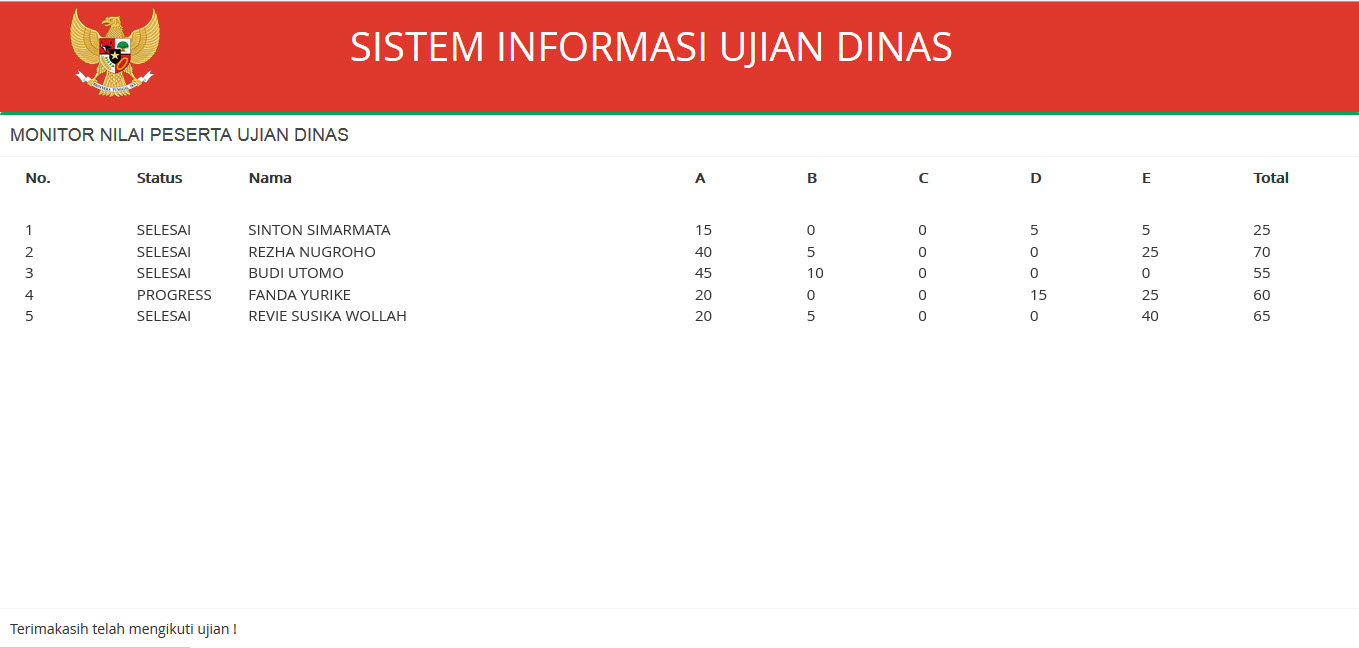 SISTEM INFORMASI UJIAN DINAS
MONITOR NILAI PESERTA UJIAN DINAS
No. Status Nama A B C D E Total
1 SELESAI SINTON SIMARMATA 15 0 0 5 5 25
2 SELESAI REZHA NUGROHO 40 5 0 0 25 70
3 SELESAI BUDI UTOMO 45 10 0 0 0 55
4 PROGRESS FANDA YURIKE 20 0 0 15 25 60
5 SELESAI REVIE SUSIKA WOLLAH 20 5 0 0 40 65
Terimakasih telah mengikuti ujian !